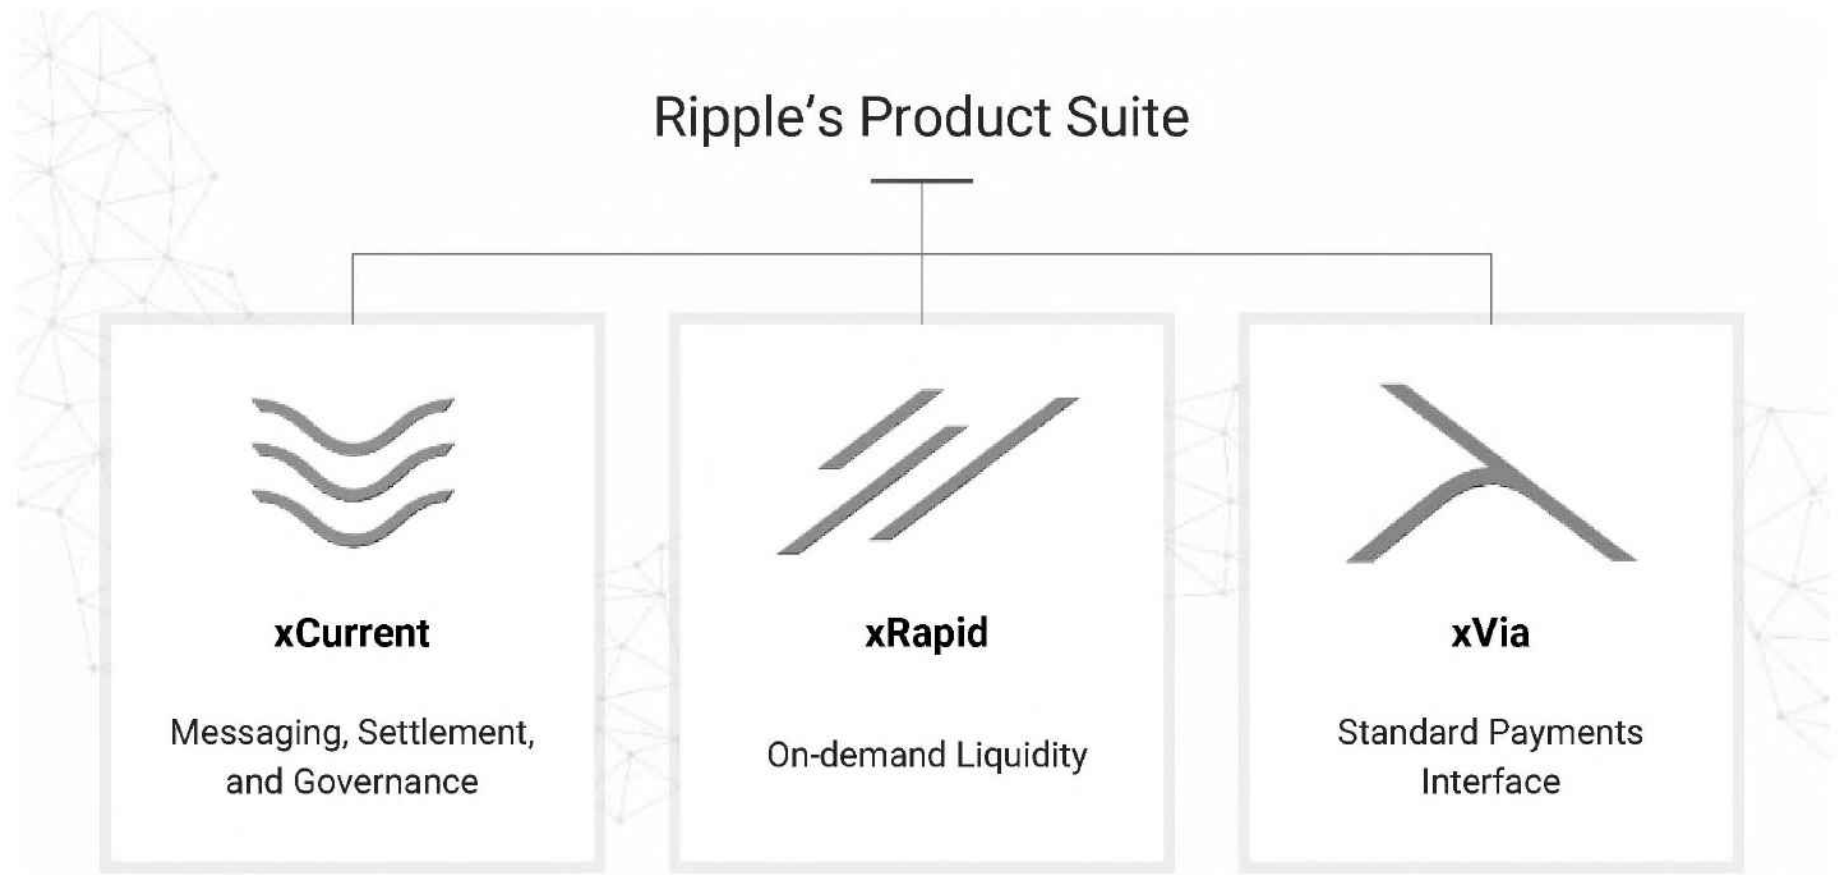 Ripple’s Product Suite
xCurrent
Messaging, Settlement,
and Governance
xRapid
On-demand Liquidity
xVia
Standard Payments
Interface